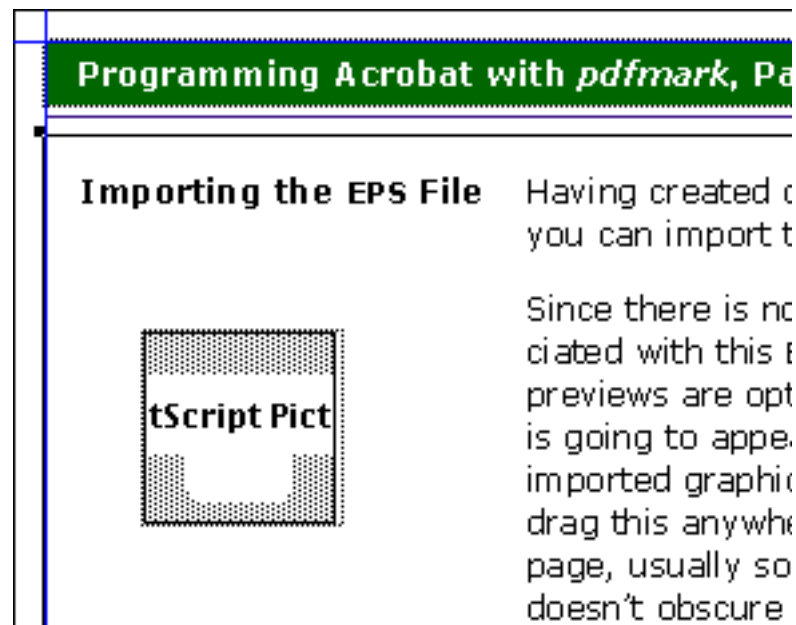 Programming Acrobat with pdfmark, Pa
Importing the EPS File
Having created
you can import t
Since there is no
ciated with this E
previews are opt
is going to appea
imported graphic
drag this anywhe
page, usually so
doesn't obscure
tScript Pict